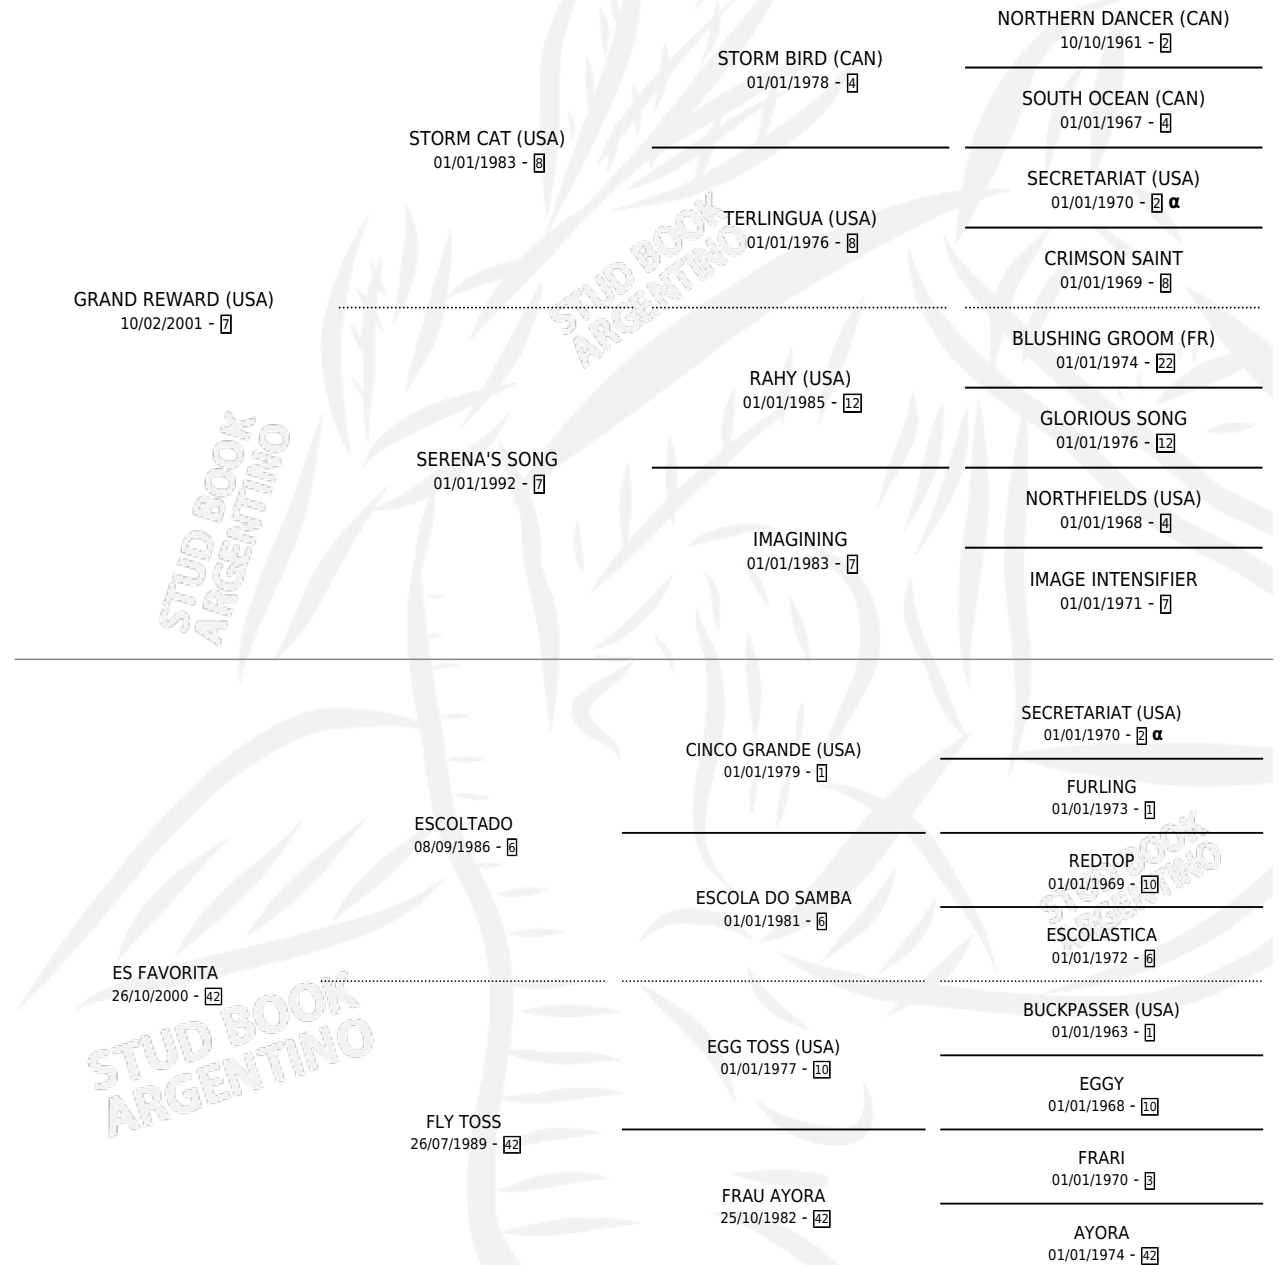 NORTHERN DANCER (CAN)
10/10/1961 - 2
STORM BIRD (CAN)
01/01/1978 - 4
SOUTH OCEAN (CAN)
01/01/1967 - 4
STORM CAT (USA)
01/01/1983 - 8
SECRETARIAT (USA)
01/01/1970 - 2 α
TERLINGUA (USA)
01/01/1976 - 8
CRIMSON SAINT
01/01/1969 - 8
GRAND REWARD (USA)
10/02/2001 - 7
BLUSHING GROOM (FR)
01/01/1974 - 22
RAHY (USA)
01/01/1985 - 12
GLORIOUS SONG
01/01/1976 - 12
SERENA'S SONG
01/01/1992 - 7
NORTHFIELDS (USA)
01/01/1968 - 4
IMAGINING
01/01/1983 - 7
IMAGE INTENSIFIER
01/01/1971 - 7
SECRETARIAT (USA)
01/01/1970 - 2 α
CINCO GRANDE (USA)
01/01/1979 - 1
FURLING
01/01/1973 - 1
ESCOLTADO
08/09/1986 - 6
REDTOP
01/01/1969 - 10
ESCOLA DO SAMBA
01/01/1981 - 6
ESCOLASTICA
01/01/1972 - 6
ES FAVORITA
26/10/2000 - 42
BUCKPASSER (USA)
01/01/1963 - 1
EGG TOSS (USA)
01/01/1977 - 10
EGGY
01/01/1968 - 10
FLY TOSS
26/07/1989 - 42
FRARI
01/01/1970 - 3
FRAU AYORA
25/10/1982 - 42
AYORA
01/01/1974 - 42
STUD BOOK
ARGENTINO
STUD BOOK
ARGENTINO
STUD BOOK
ARGENTINO
STUD BOOK
ARGENTINO